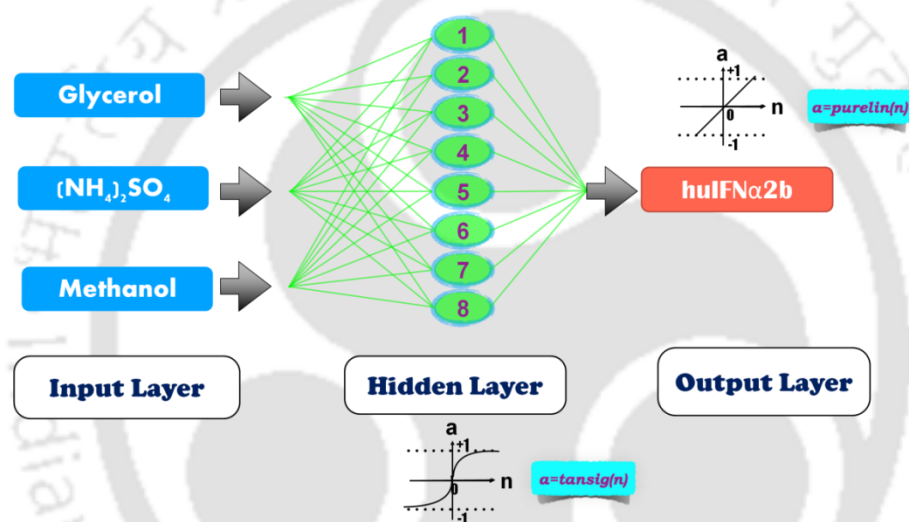 Glycerol
(NH₄)₂SO₄
Methanol
1
2
3
4
5
6
7
8
a
+1
n
0
-1
a=purelin(n)
huIFNα2b
Input Layer
Hidden Layer
Output Layer
a
+1
n
0
-1
a=tansig(n)